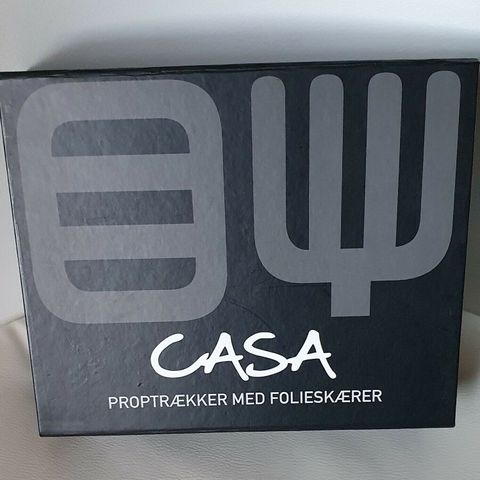 CASA
PROPTRÆKKER MED FOLIESKÆRER